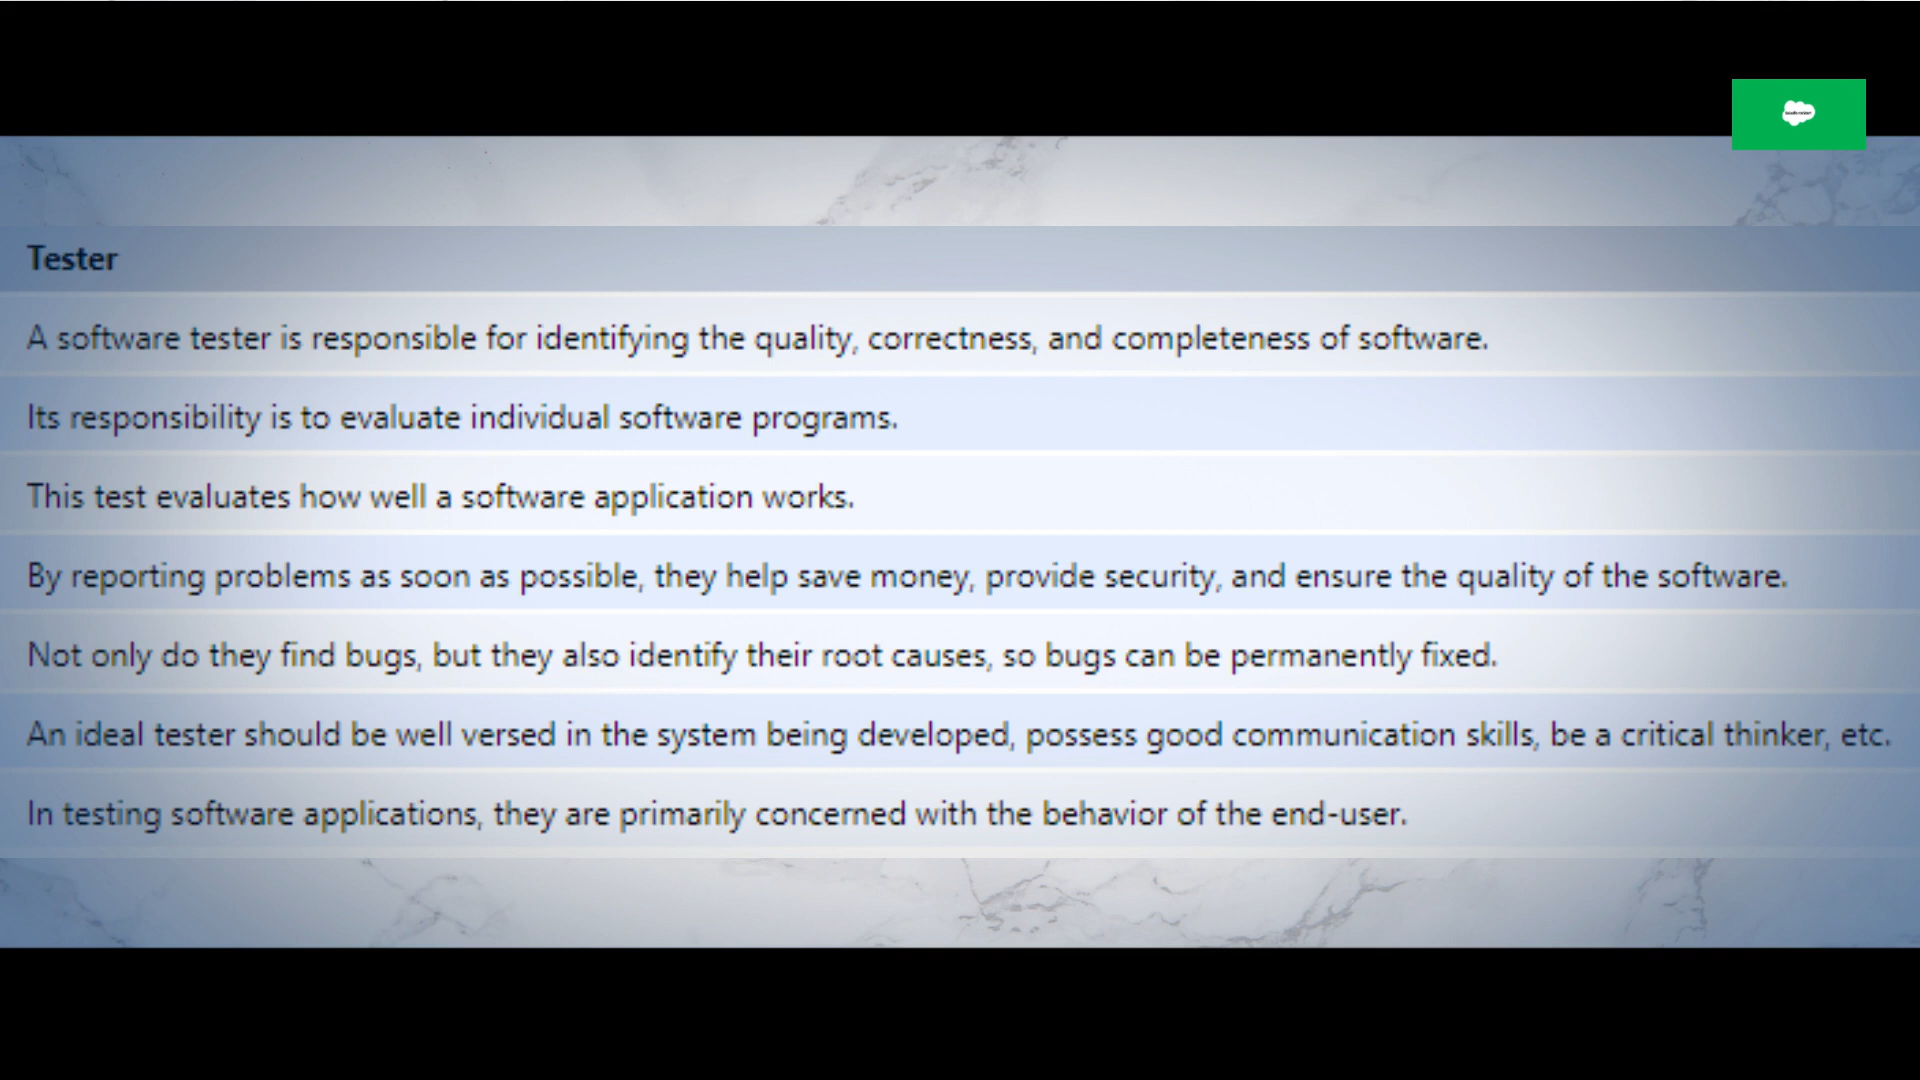 Tester
A software tester is responsible for identifying the quality, correctness, and completeness of software.
Its responsibility is to evaluate individual software programs.
This test evaluates how well a software application works.
By reporting problems as soon as possible, they help save money, provide security, and ensure the quality of the software.
Not only do they find bugs, but they also identify their root causes, so bugs can be permanently fixed.
An ideal tester should be well versed in the system being developed, possess good communication skills, be a critical thinker, etc.
In testing software applications, they are primarily concerned with the behavior of the end-user.